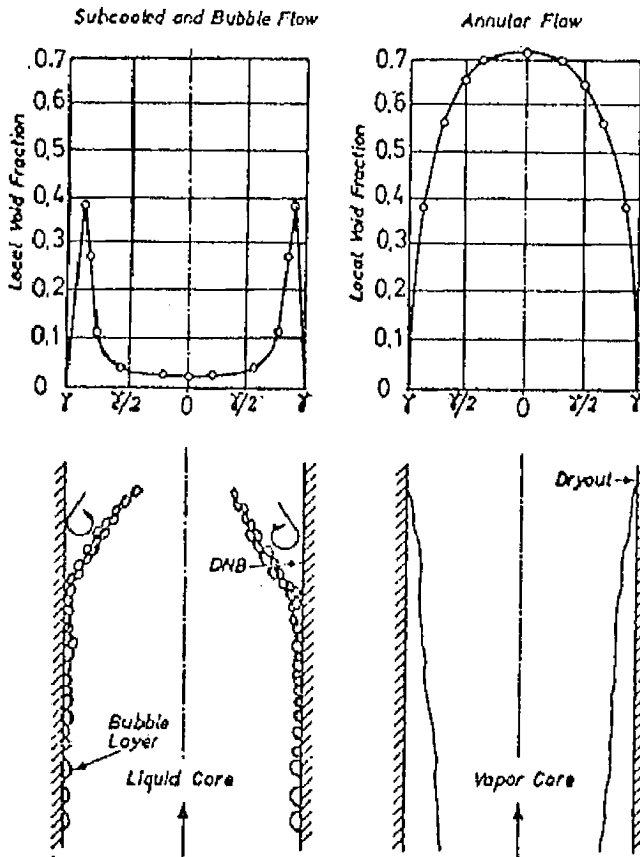 Subcooled and Bubble Flow
Annular Flow
Local Void Fraction
0.7
0.6
0.5
0.4
0.3
0.2
0.1
0
γ
γ/2
0
γ/2
γ
Local Void Fraction
0.7
0.6
0.5
0.4
0.3
0.2
0.1
0
γ
γ/2
0
γ/2
γ
DNB
Bubble
Layer
Liquid Core
Dryout
Vapor Core